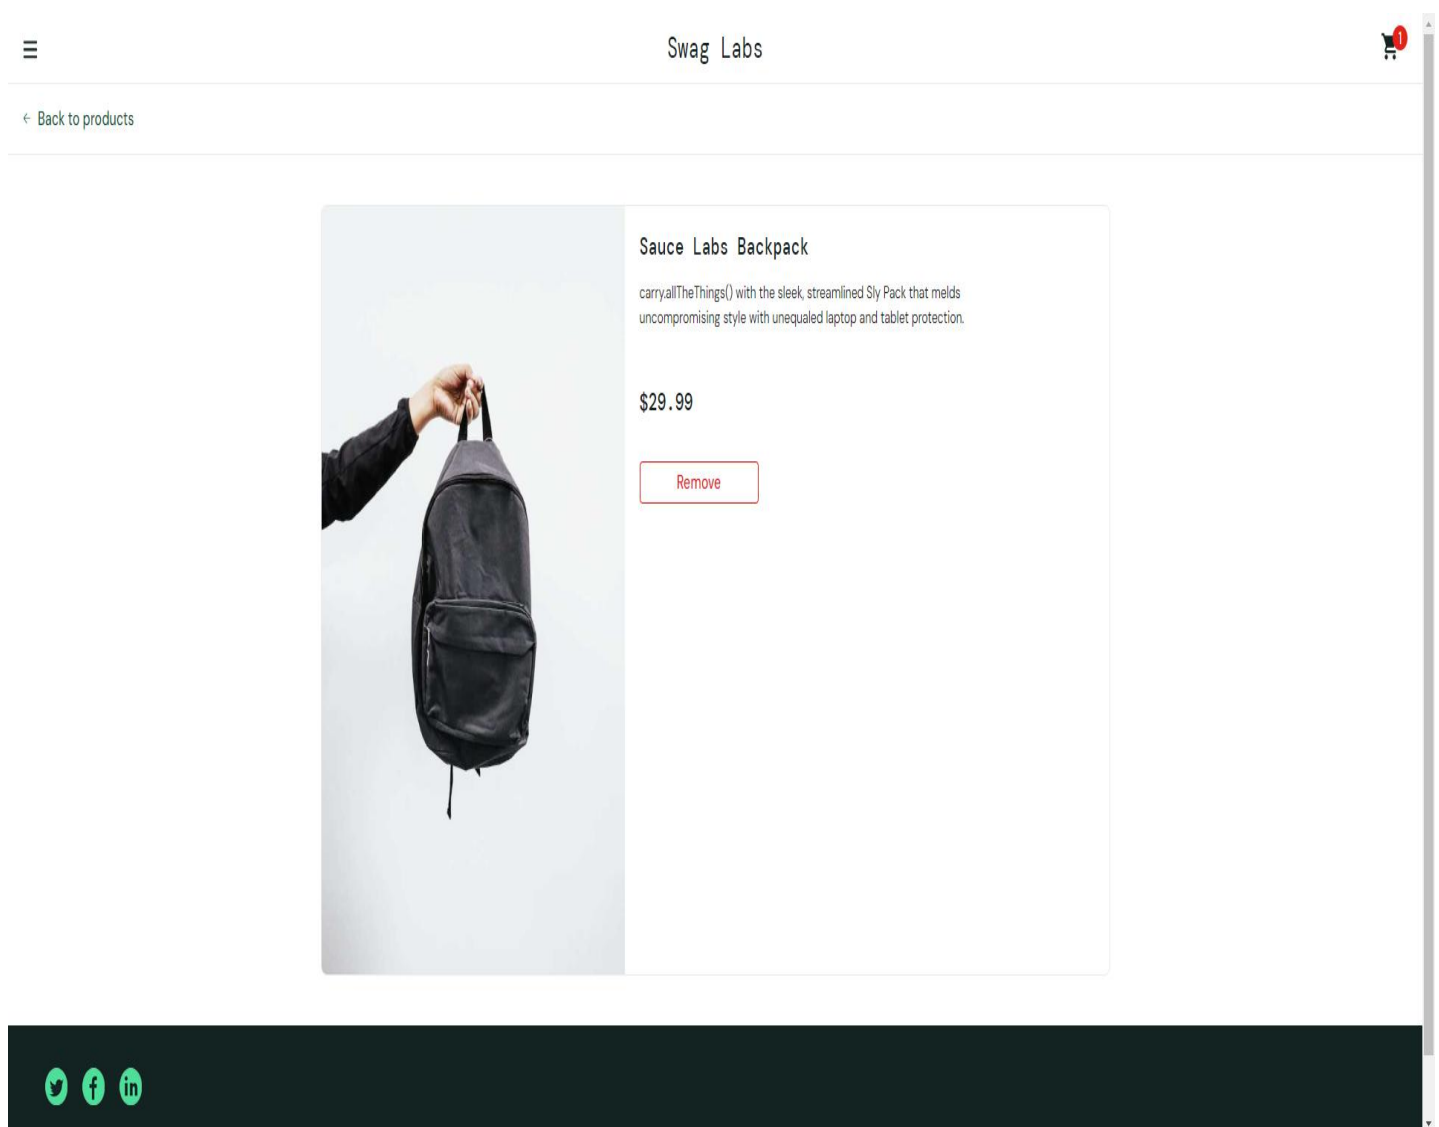 Swag Labs
1
Back to products
Sauce Labs Backpack
carry.allTheThings() with the sleek, streamlined Sly Pack that melds
uncompromising style with unequaled laptop and tablet protection.
$29.99
Remove
f
in